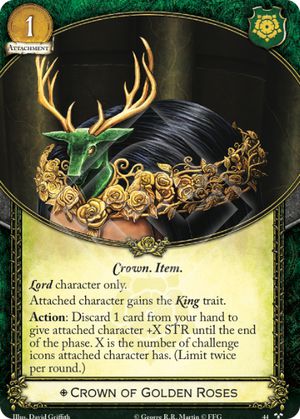 1
ATTACHMENT
Crown. Item.
Lord character only.
Attached character gains the King trait.
Action: Discard 1 card from your hand to
give attached character +X STR until the end
of the phase. X is the number of challenge
icons attached character has. (Limit twice
per round.)
Crown of Golden Roses
Illus. David Griffith
© George R.R. Martin © FFG
44